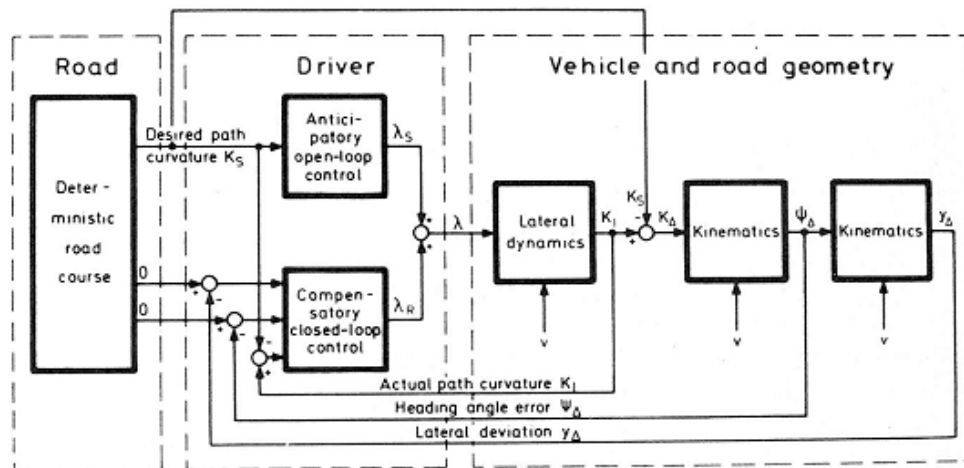 Road
Driver
Vehicle and road geometry
Deter-
ministic
road
course
Desired path
curvature K_S
0
0
Antici-
patory
open-loop
control
λ_S
Compen-
satory
closed-loop
control
λ_R
λ
+
+
+
-
+
-
-
+
Lateral
dynamics
K_I
K_S
-
+
K_Δ
Kinematics
Ψ_Δ
Kinematics
y_Δ
v
v
v
Actual path curvature K_I
Heading angle error Ψ_Δ
Lateral deviation y_Δ